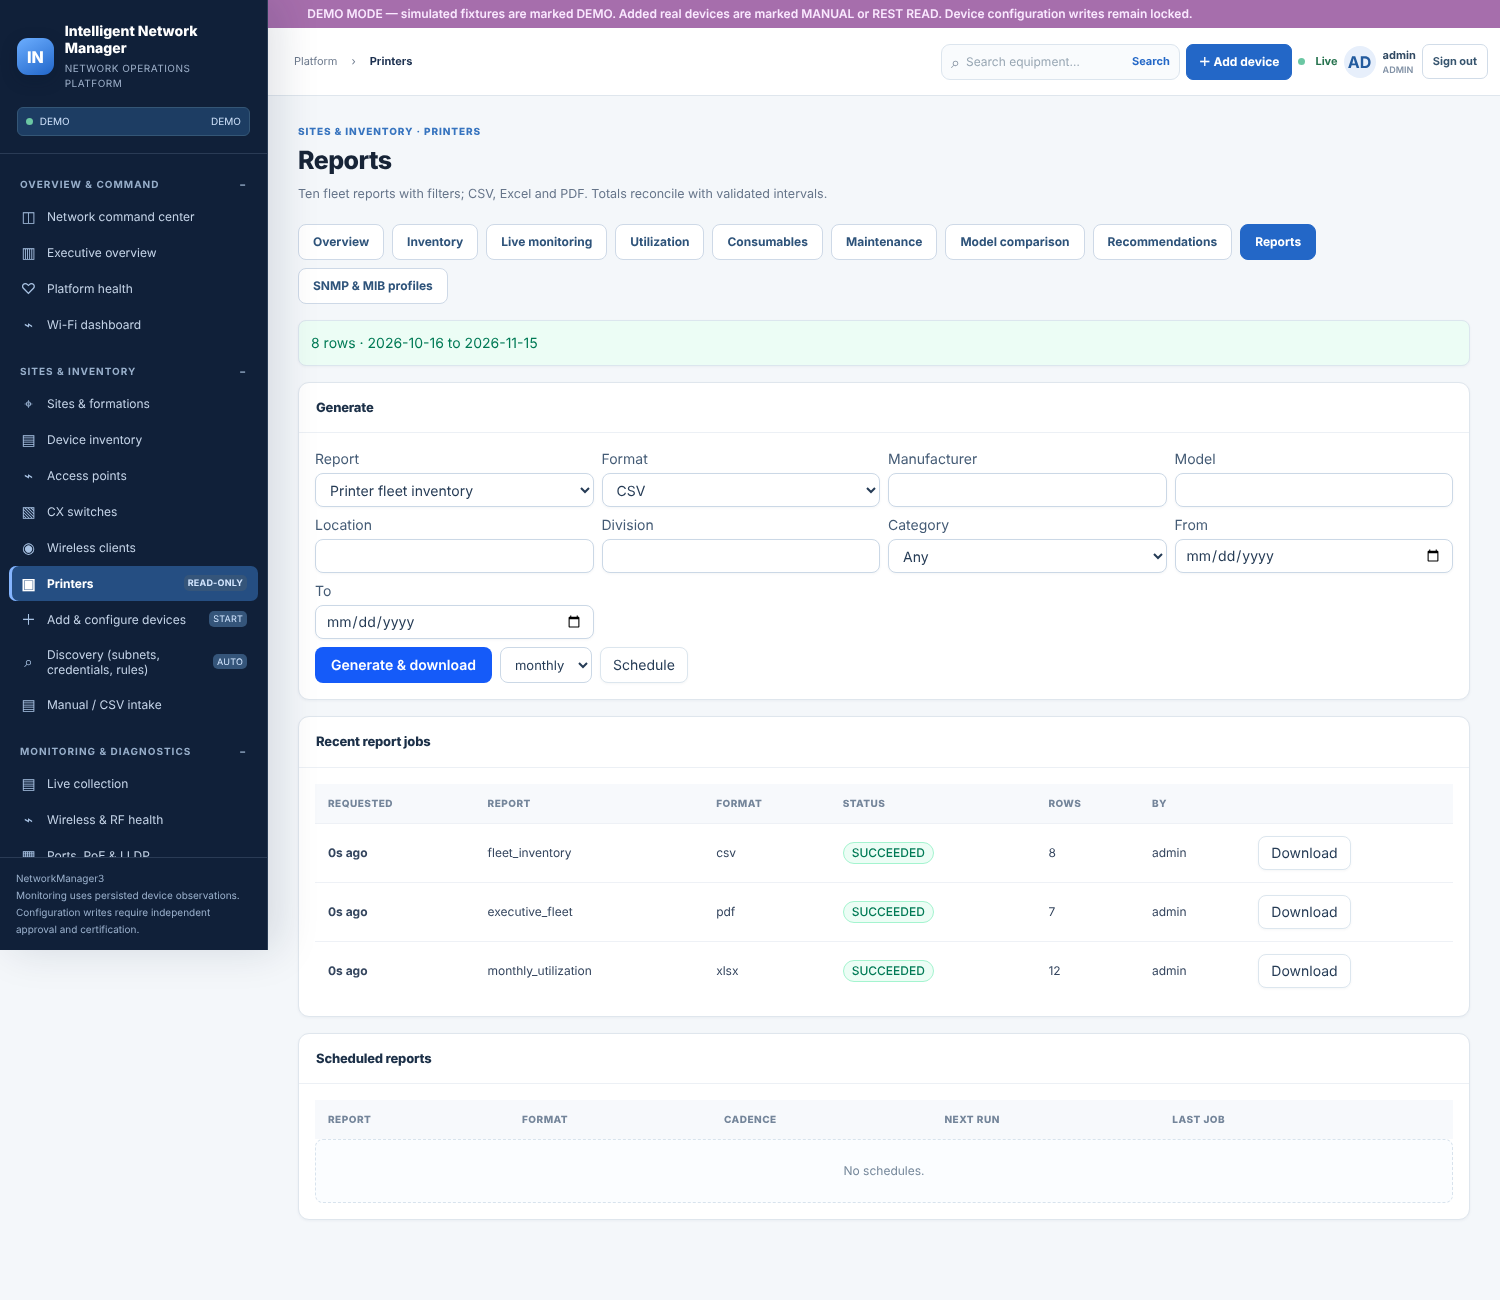 DEMO MODE — simulated fixtures are marked DEMO. Added real devices are marked MANUAL or REST READ. Device configuration writes remain locked.
IN
Intelligent Network
Manager
NETWORK OPERATIONS
PLATFORM
DEMO
DEMO
OVERVIEW & COMMAND
Network command center
Executive overview
Platform health
Wi-Fi dashboard
SITES & INVENTORY
Sites & formations
Device inventory
Access points
CX switches
Wireless clients
Printers READ-ONLY
Add & configure devices START
Discovery (subnets,
credentials, rules) AUTO
Manual / CSV intake
MONITORING & DIAGNOSTICS
Live collection
Wireless & RF health
Ports, PoE & LLDP
NetworkManager3
Monitoring uses persisted device observations.
Configuration writes require independent
approval and certification.
Platform › Printers
Search equipment... Search
+ Add device
Live
AD
admin
ADMIN
Sign out
SITES & INVENTORY · PRINTERS
Reports
Ten fleet reports with filters; CSV, Excel and PDF. Totals reconcile with validated intervals.
Overview Inventory Live monitoring Utilization Consumables Maintenance Model comparison Recommendations Reports
SNMP & MIB profiles
8 rows · 2026-10-16 to 2026-11-15
Generate
Report Format Manufacturer Model
Printer fleet inventory CSV
Location Division Category From
Any mm/dd/yyyy
To
mm/dd/yyyy
Generate & download monthly Schedule
Recent report jobs
REQUESTED REPORT FORMAT STATUS ROWS BY
0s ago fleet_inventory csv SUCCEEDED 8 admin Download
0s ago executive_fleet pdf SUCCEEDED 7 admin Download
0s ago monthly_utilization xlsx SUCCEEDED 12 admin Download
Scheduled reports
REPORT FORMAT CADENCE NEXT RUN LAST JOB
No schedules.